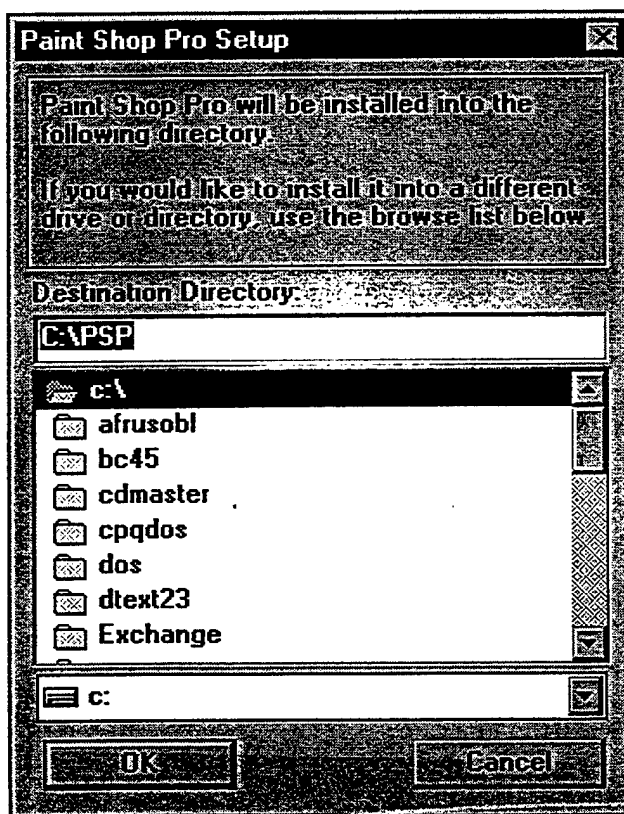 Paint Shop Pro Setup
Paint Shop Pro will be installed into the
following directory.
If you would like to install it into a different
drive or directory, use the browse list below
Destination Directory:
C:\PSP
c:\
afrusobl
bc45
cdmaster
cpqdos
dos
dtext23
Exchange
c:
OK
Cancel